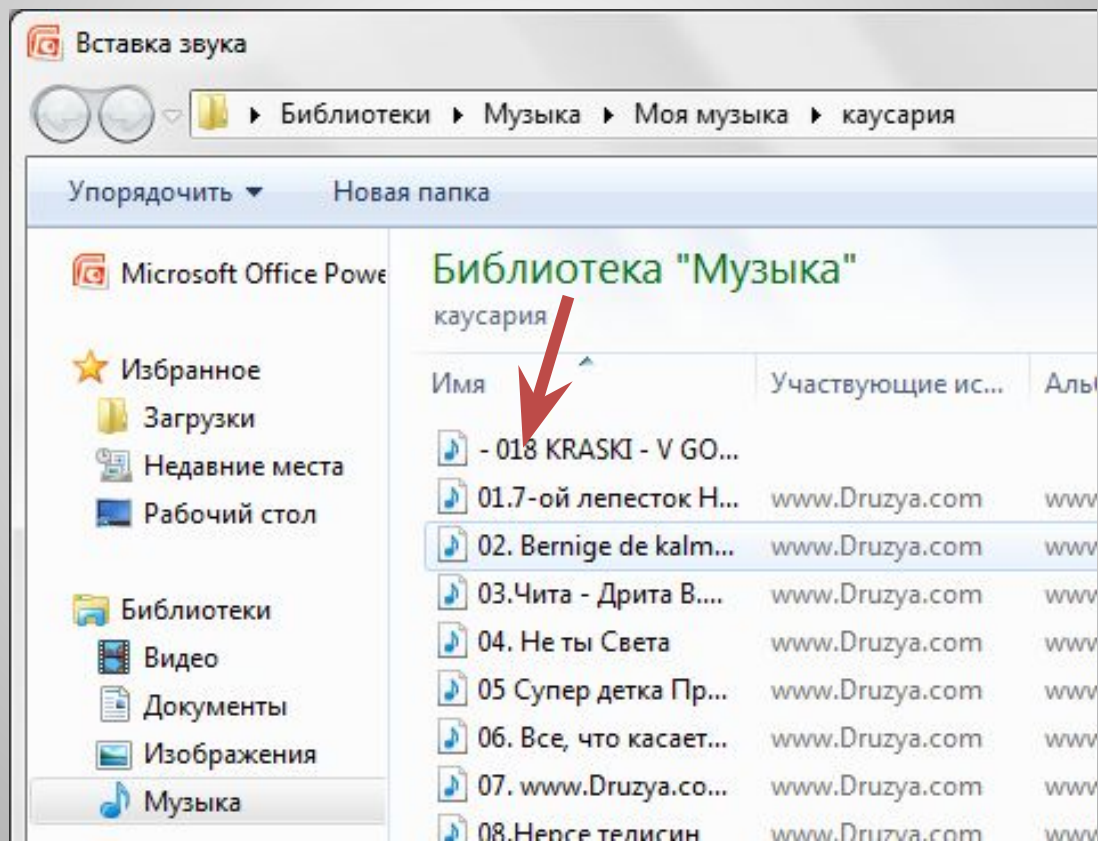 Вставка звука
Библиотеки Музыка Моя музыка каусария
Упорядочить Новая папка
Microsoft Office Powe
Избранное
Загрузки
Недавние места
Рабочий стол
Библиотеки
Видео
Документы
Изображения
Музыка
Библиотека "Музыка"
каусария
Имя Участвующие ис... Аль
- 018 KRASKI - V GO...
01.7-ой лепесток Н... www.Druzya.com www
02. Bernige de kalm... www.Druzya.com www
03.Чита - Дрита В.... www.Druzya.com www
04. Не ты Света www.Druzya.com www
05 Супер детка Пр... www.Druzya.com www
06. Все, что касает... www.Druzya.com www
07. www.Druzya.co... www.Druzya.com www
08.Нерсе телисин www.Druzya.com www